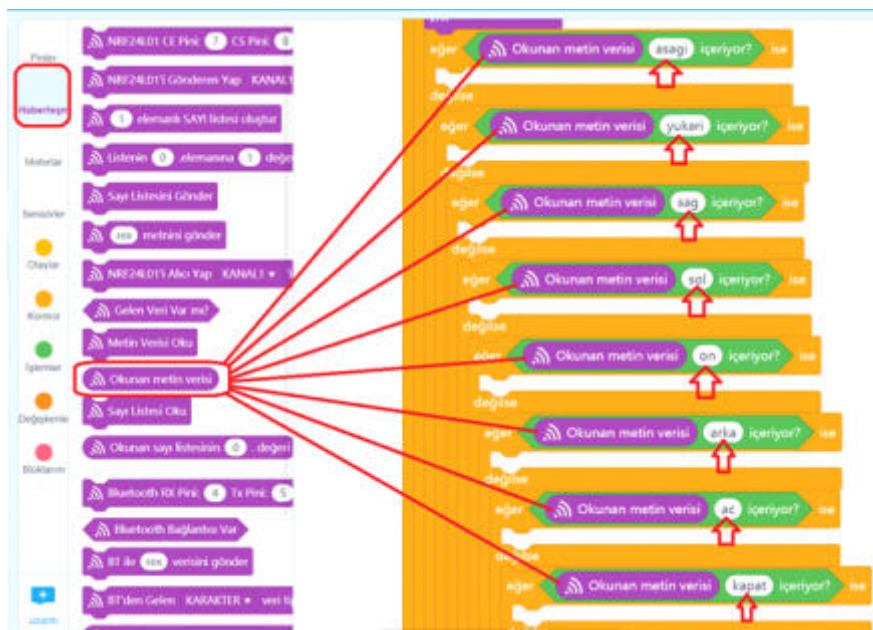 Pinler
Haberleşm
Motorlar
Sensörler
Olaylar
Kontrol
İşlemler
Değişkenle
Bloklarım
uzantı
NRF24L01 CE Pini: 7 CS Pini: 8
NRF24L01'i Gönderen Yap KANAL1
1 elemanlı SAYI listesi oluştur
Listenin 0 .elemanına 1 değe
Sayı Listesini Gönder
rex metnini gönder
NRF24L01'i Alıcı Yap KANAL1
Gelen Veri Var mı?
Metin Verisi Oku
Okunan metin verisi
Sayı Listesi Oku
Okunan sayı listesinin 0 . değeri
Bluetooth RX Pini: 4 Tx Pini: 5
Bluetooth Bağlantısı Var
BT ile rex verisini gönder
BT'den Gelen KARAKTER veri
eğer Okunan metin verisi asagi içeriyor? ise
değilse
eğer Okunan metin verisi yukari içeriyor? ise
değilse
eğer Okunan metin verisi sag içeriyor? ise
değilse
eğer Okunan metin verisi sol içeriyor? ise
değilse
eğer Okunan metin verisi on içeriyor? ise
değilse
eğer Okunan metin verisi arka içeriyor? ise
değilse
eğer Okunan metin verisi ac içeriyor? ise
değilse
eğer Okunan metin verisi kapat içeriyor? ise